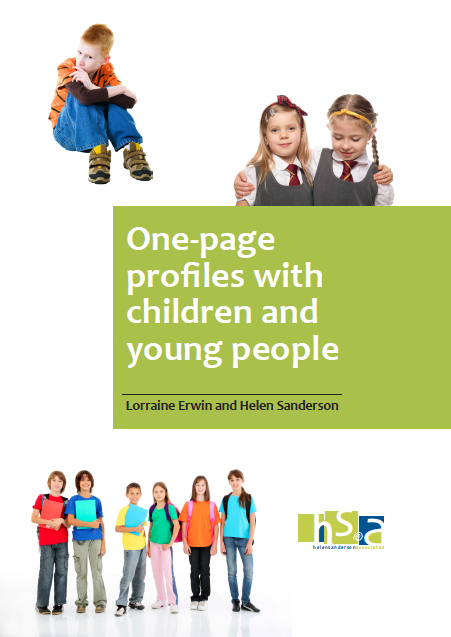 One-page
profiles with
children and
young people
Lorraine Erwin and Helen Sanderson
hsa
helensandersonassociates